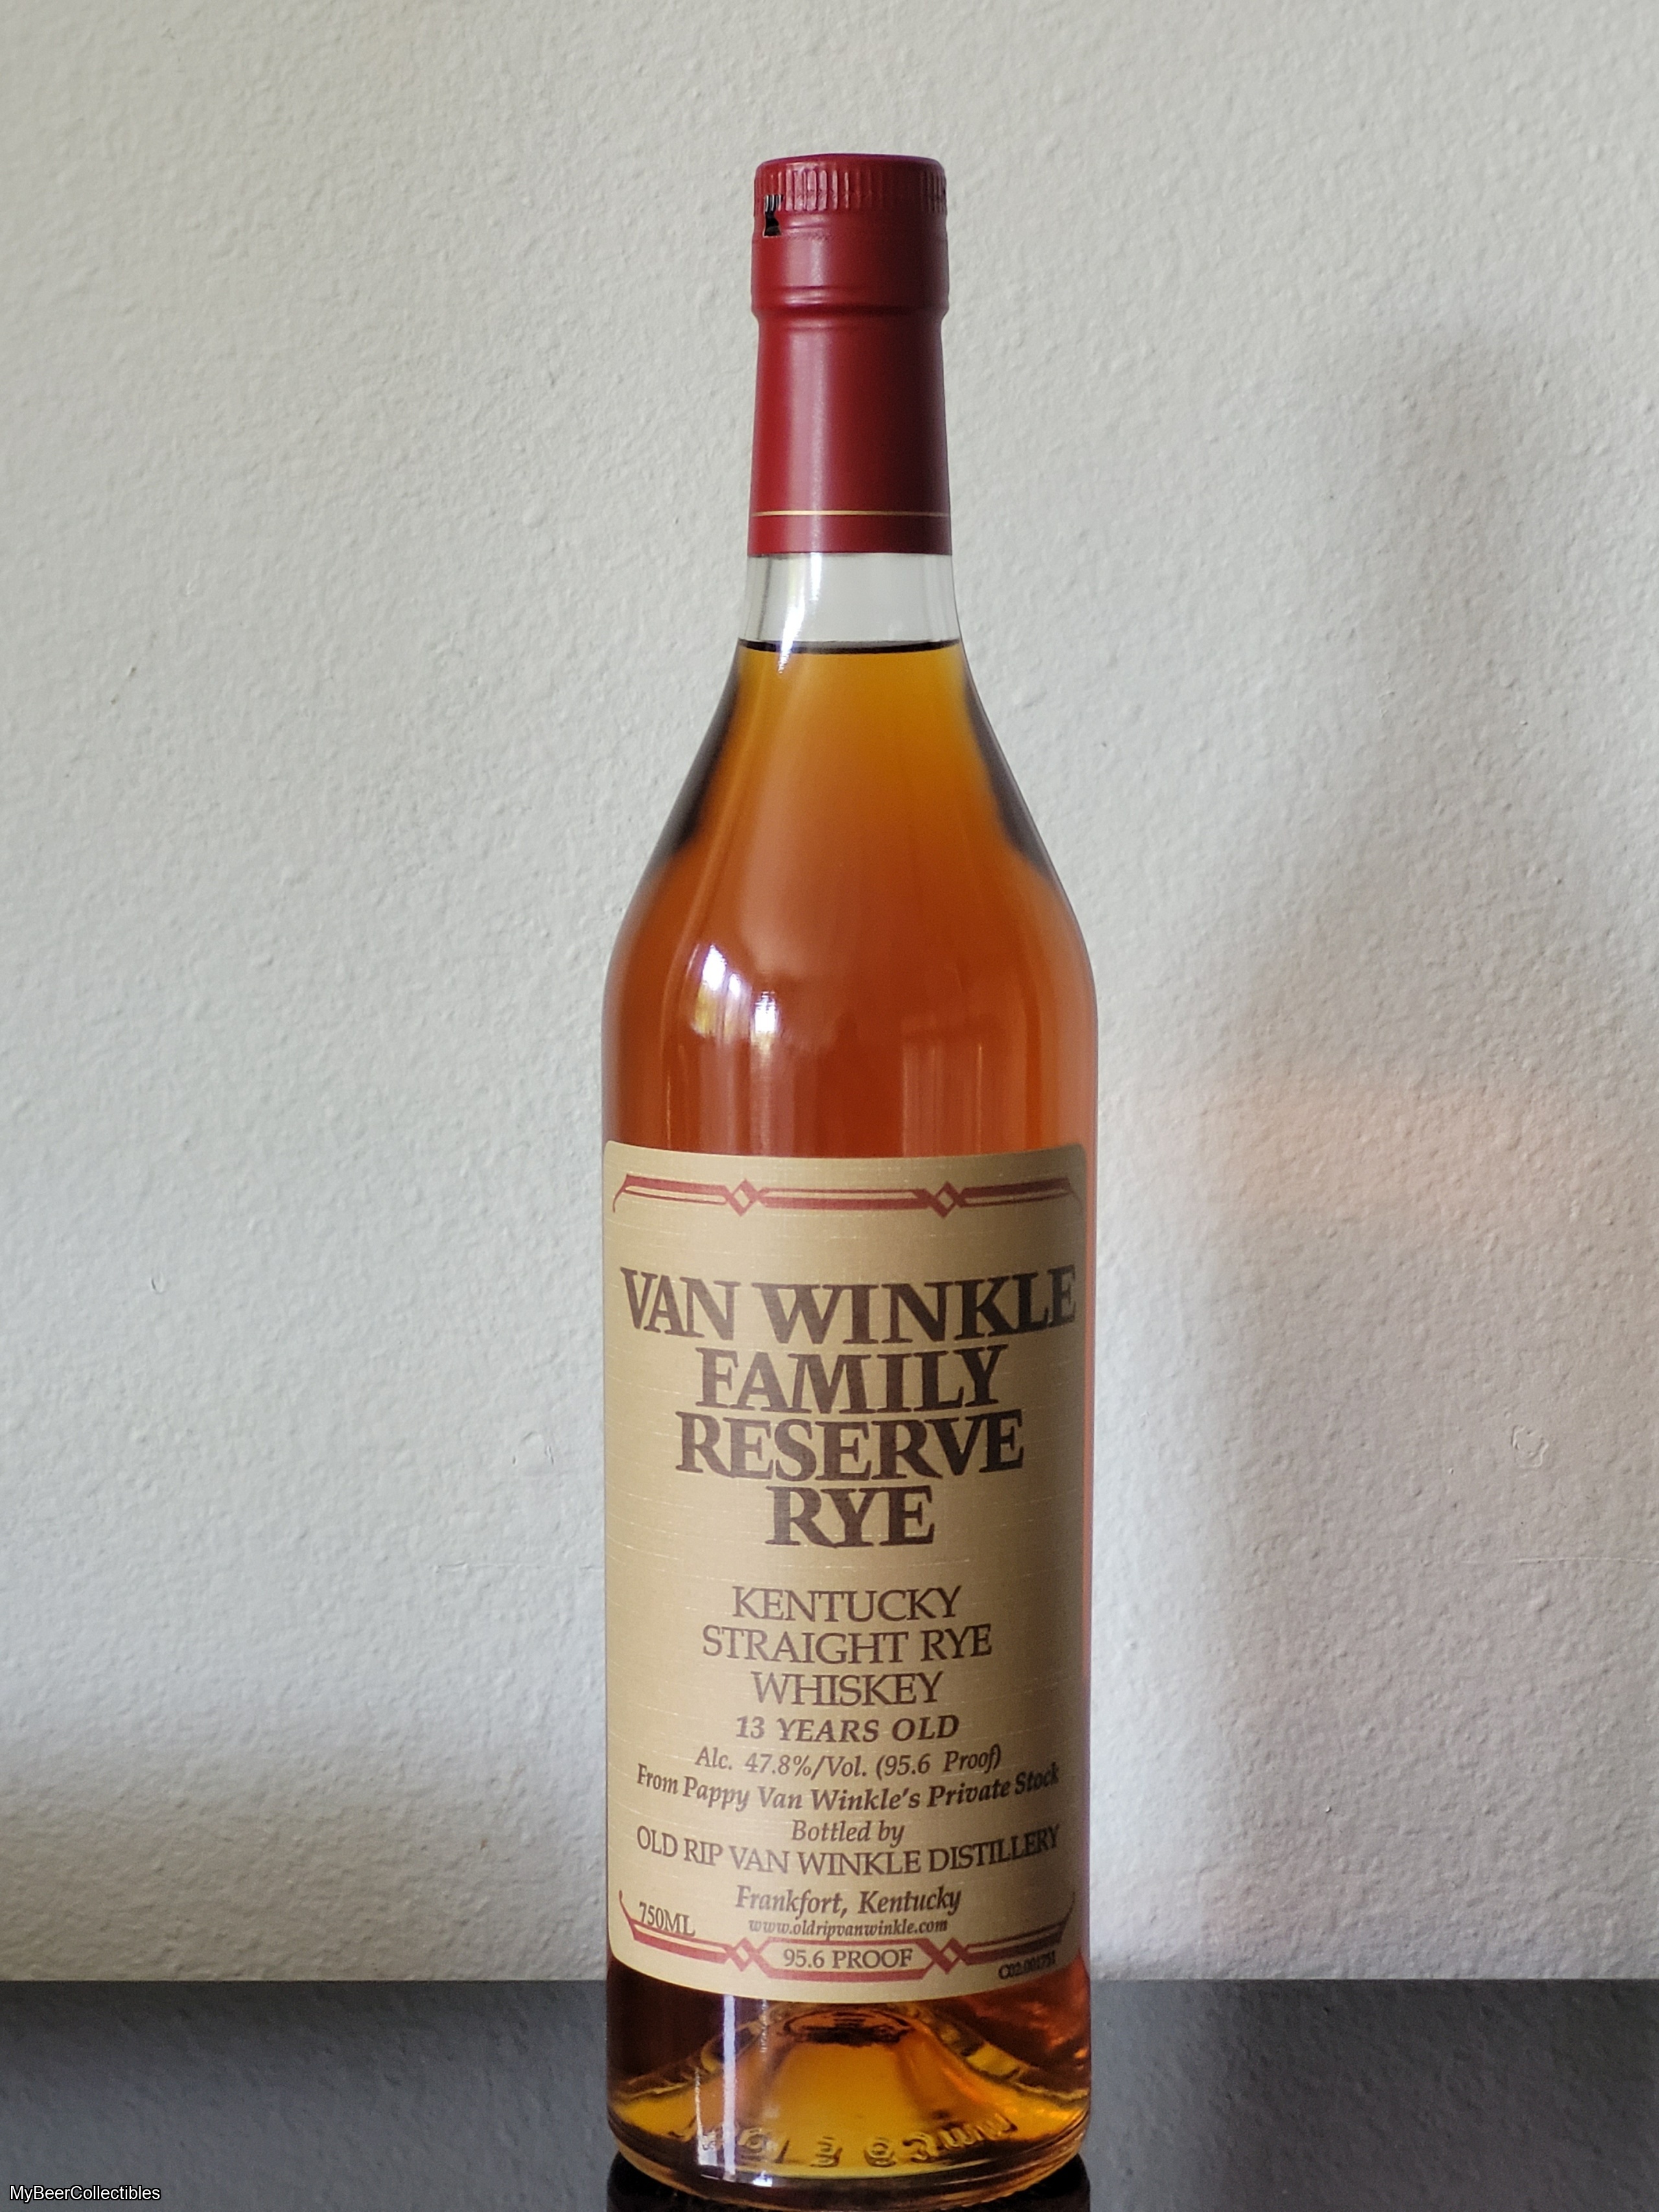 VAN WINKLE
FAMILY
RESERVE
RYE
KENTUCKY
STRAIGHT RYE
WHISKEY
13 YEARS OLD
Alc. 47.8%/Vol. (95.6 Proof)
From Pappy Van Winkle's Private Stock
Bottled by
OLD RIP VAN WINKLE DISTILLERY
Frankfort, Kentucky
750ML
www.oldripvanwinkle.com
95.6 PROOF
MyBeerCollectibles